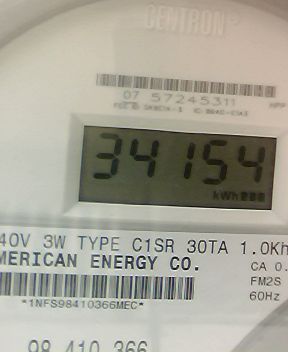 CENTRON®
07 57245311
34154
kWh
40V 3W TYPE C1SR 30TA 1.0Kh
MERICAN ENERGY CO.
CA 0.
FM2S
*1NFS98410366MEC*
60Hz
98 410 366